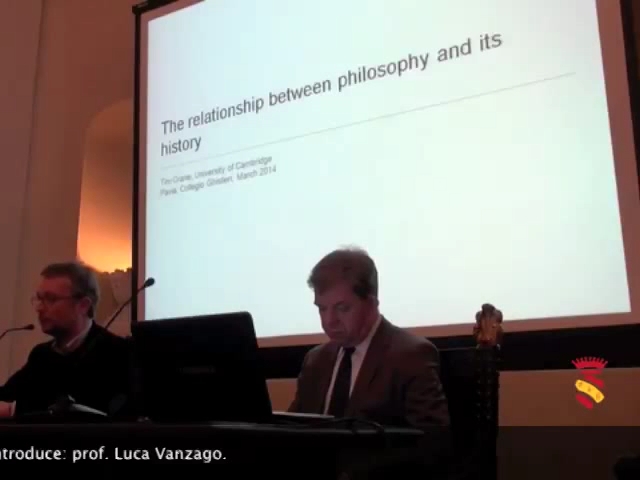 The relationship between philosophy and its
history
Tim Crane, University of Cambridge
Pavia, Collegio Ghislieri, March 2014
ntroduce: prof. Luca Vanzago.